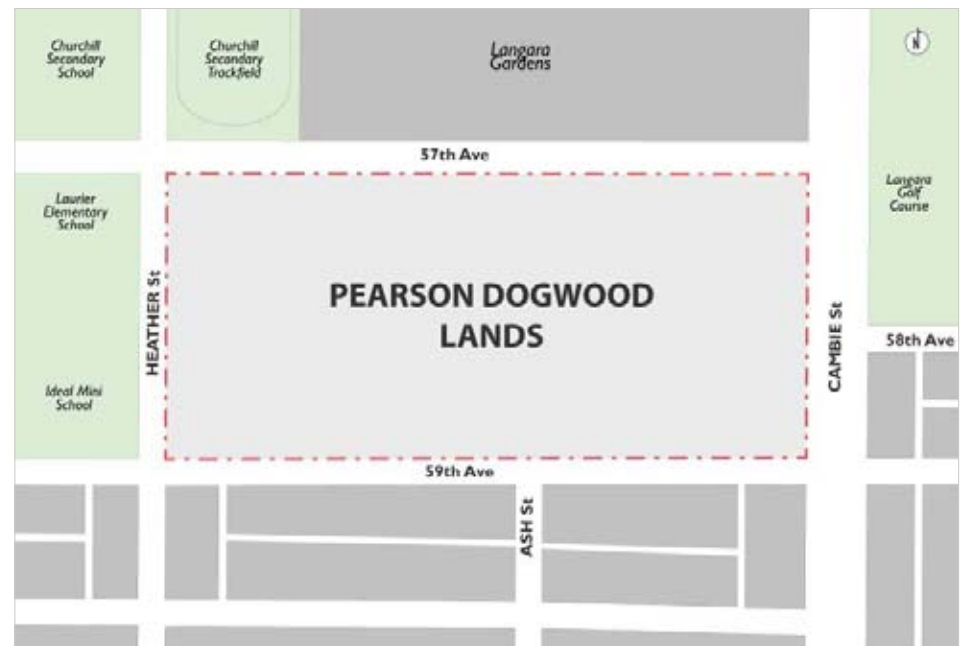 Churchill
Secondary
School
Churchill
Secondary
Trackfield
Langara
Gardens
N
57th Ave
Laurier
Elementary
School
Langara
Golf
Course
HEATHER St
PEARSON DOGWOOD
LANDS
CAMBIE St
58th Ave
Ideal Mini
School
59th Ave
ASH St